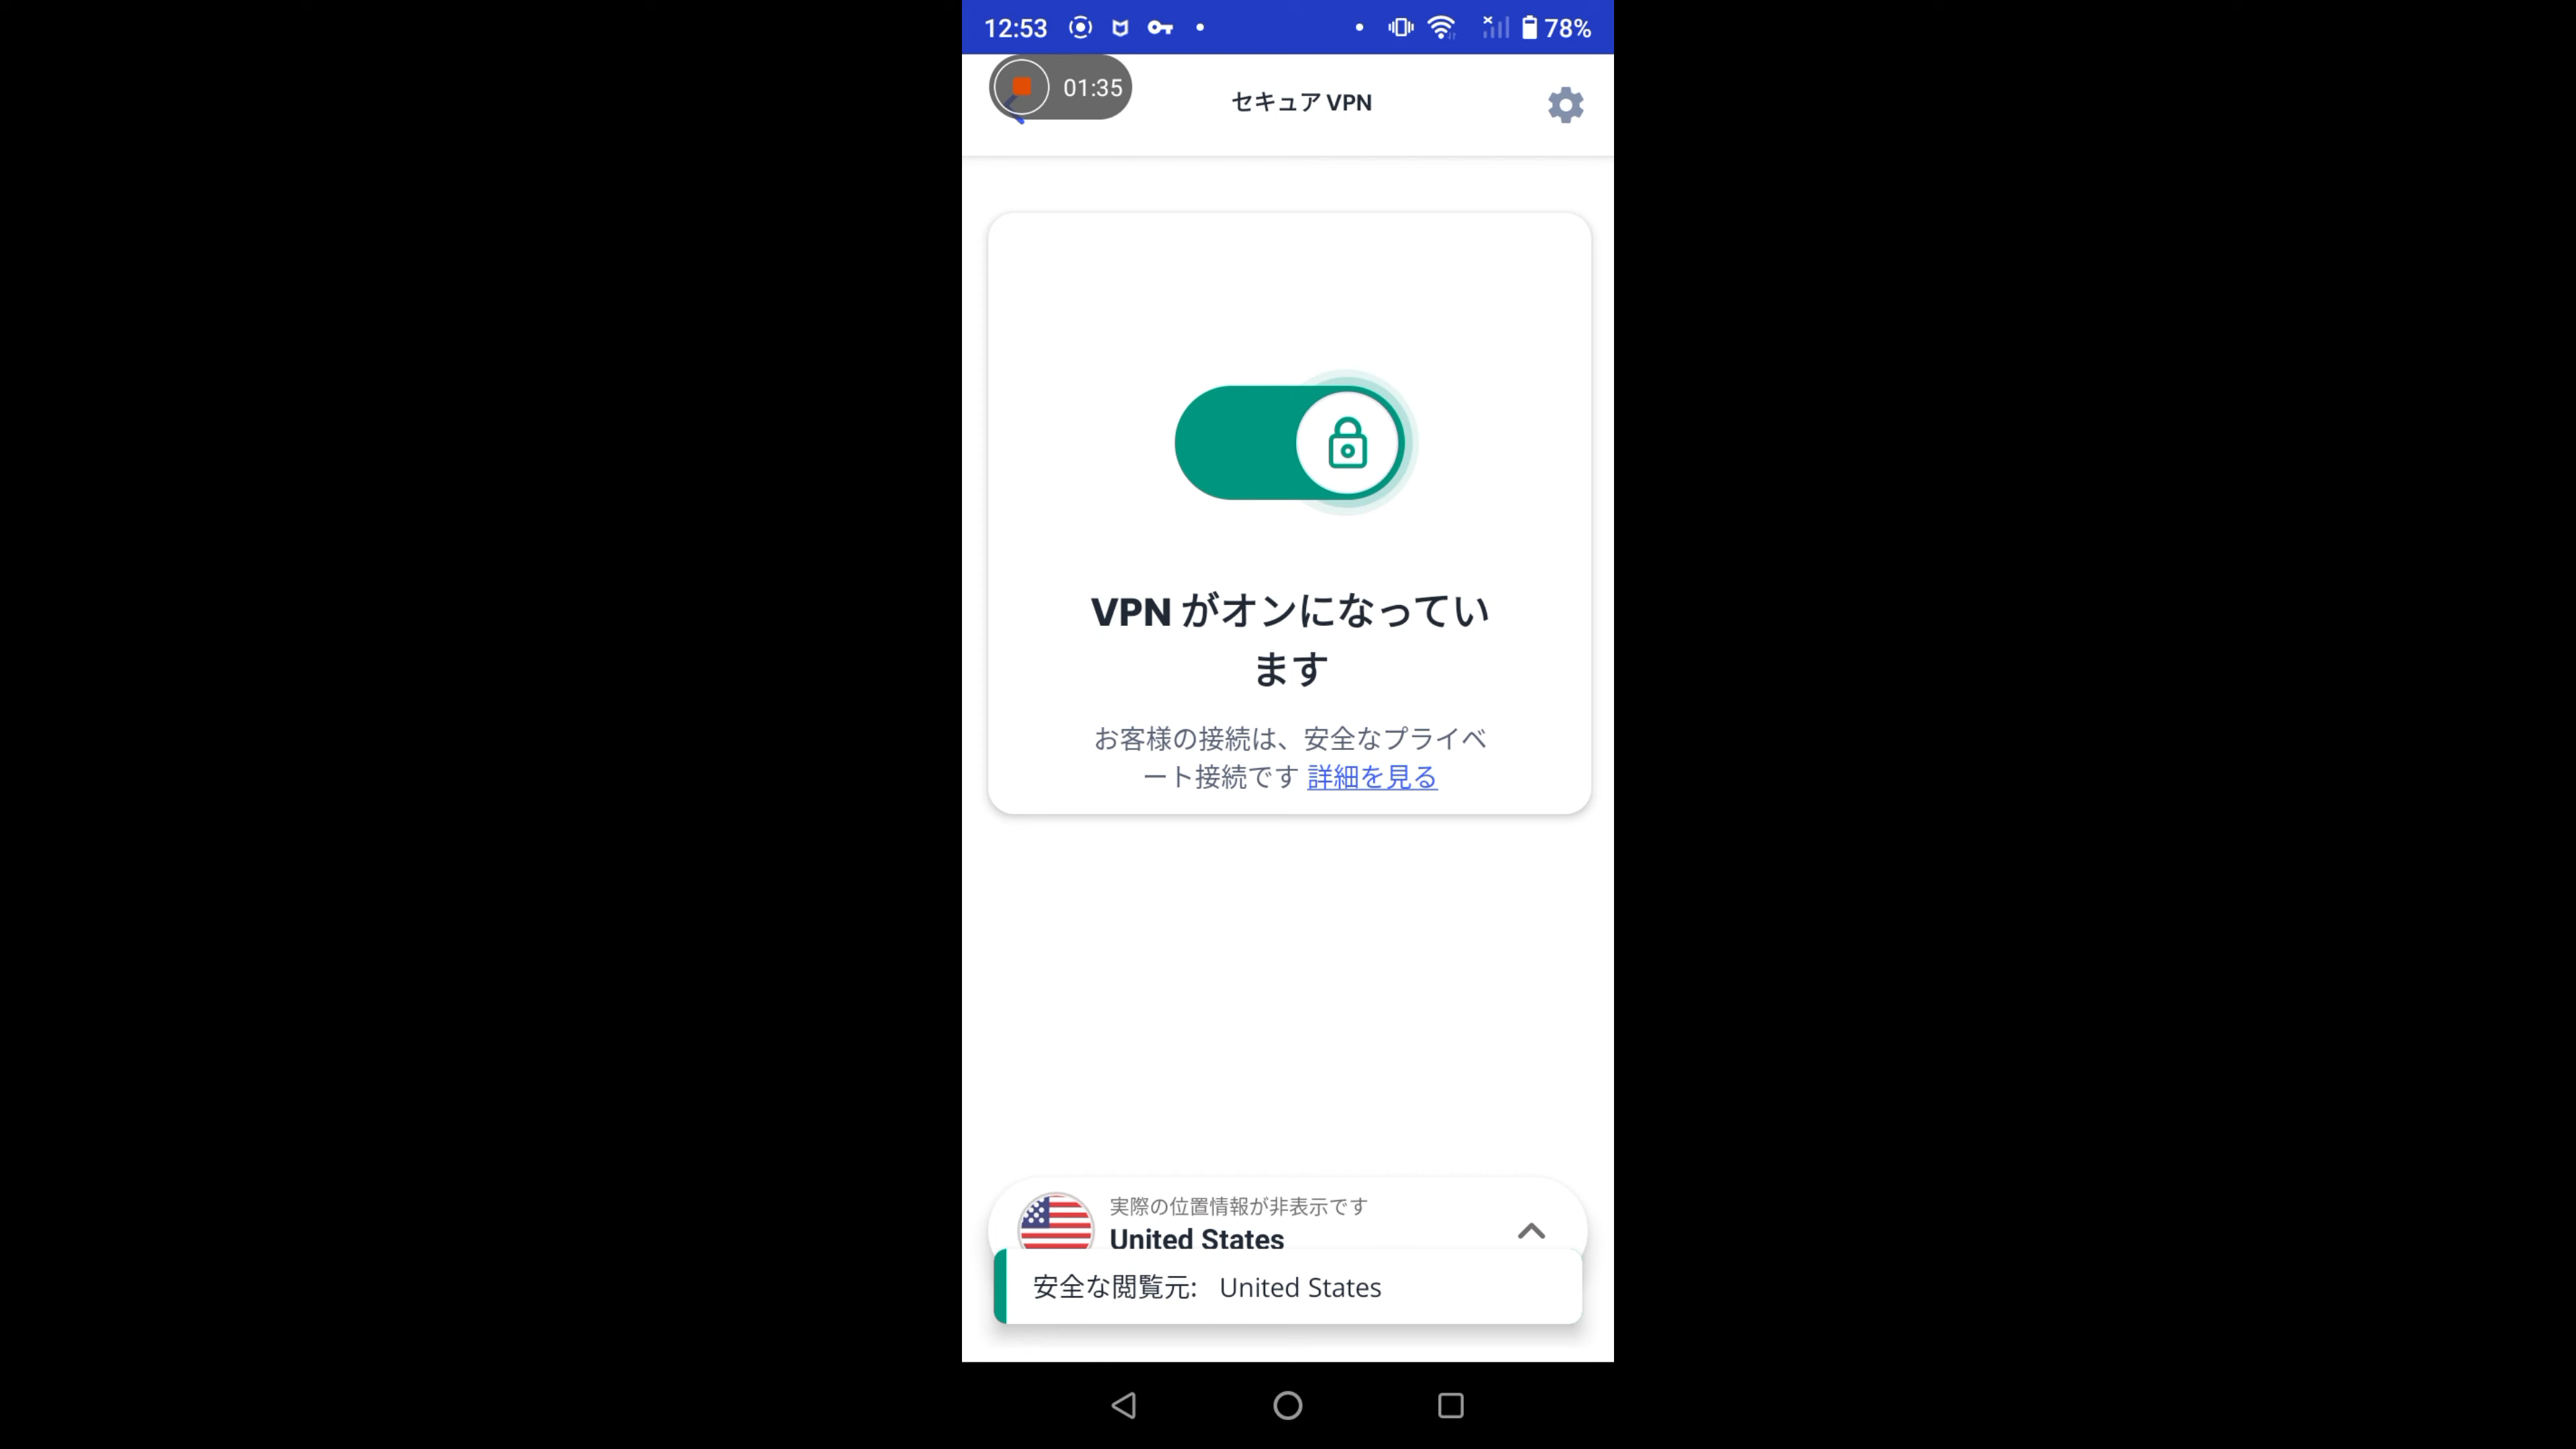 12:53 78%
01:35
セキュア VPN
VPN がオンになってい
ます
お客様の接続は、安全なプライベ
ート接続です 詳細を見る
実際の位置情報が非表示です
United States
安全な閲覧元: United States